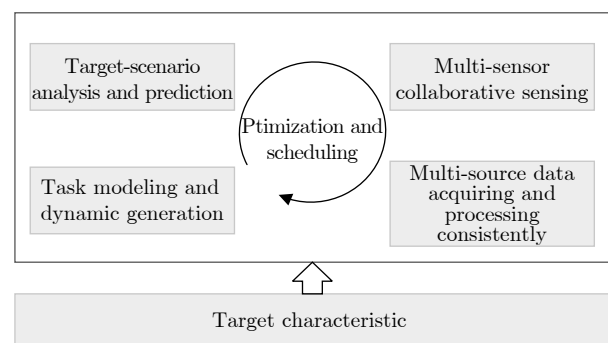 Target-scenario
analysis and prediction
Multi-sensor
collaborative sensing
Ptimization and
scheduling
Task modeling and
dynamic generation
Multi-source data
acquiring and
processing
consistently
Target characteristic